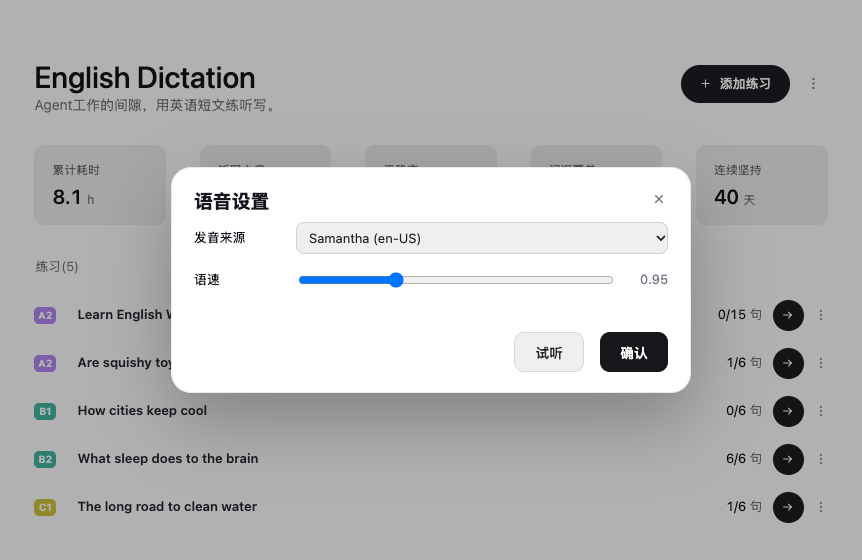 English Dictation
Agent工作的间隙，用英语短文练听写。
+ 添加练习
累计耗时
8.1 h
连续坚持
40 天
语音设置
×
发音来源
Samantha (en-US)
语速
0.95
试听
确认
练习(5)
A2 Learn English 0/15 句
A2 Are squishy toy 1/6 句
B1 How cities keep cool 0/6 句
B2 What sleep does to the brain 6/6 句
C1 The long road to clean water 1/6 句